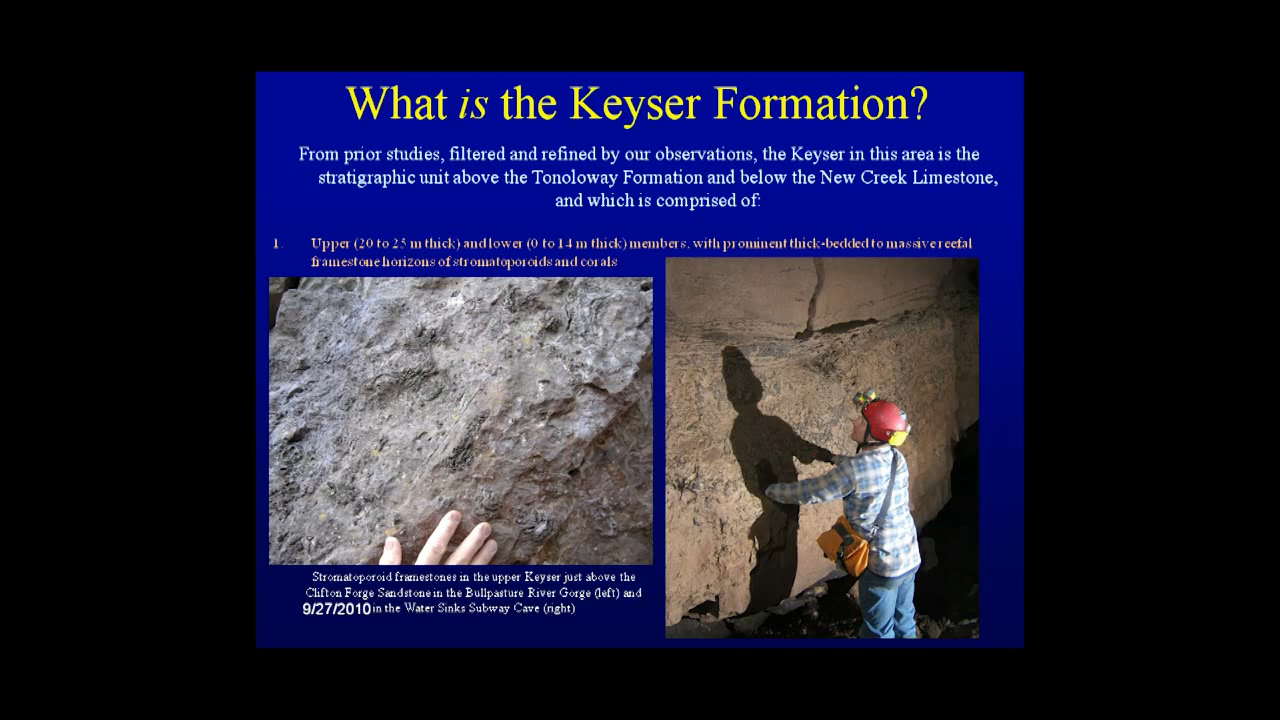 What is the Keyser Formation?
From prior studies, filtered and refined by our observations, the Keyser in this area is the
stratigraphic unit above the Tonoloway Formation and below the New Creek Limestone,
and which is comprised of:
1. Upper (20 to 25 m thick) and lower (0 to 14 m thick) members, with prominent thick-bedded to massive reefal
framestone horizons of stromatoporoids and corals
Stromatoporoid framestones in the upper Keyser just above the
Clifton Forge Sandstone in the Bullpasture River Gorge (left) and
9/27/2010 in the Water Sinks Subway Cave (right)